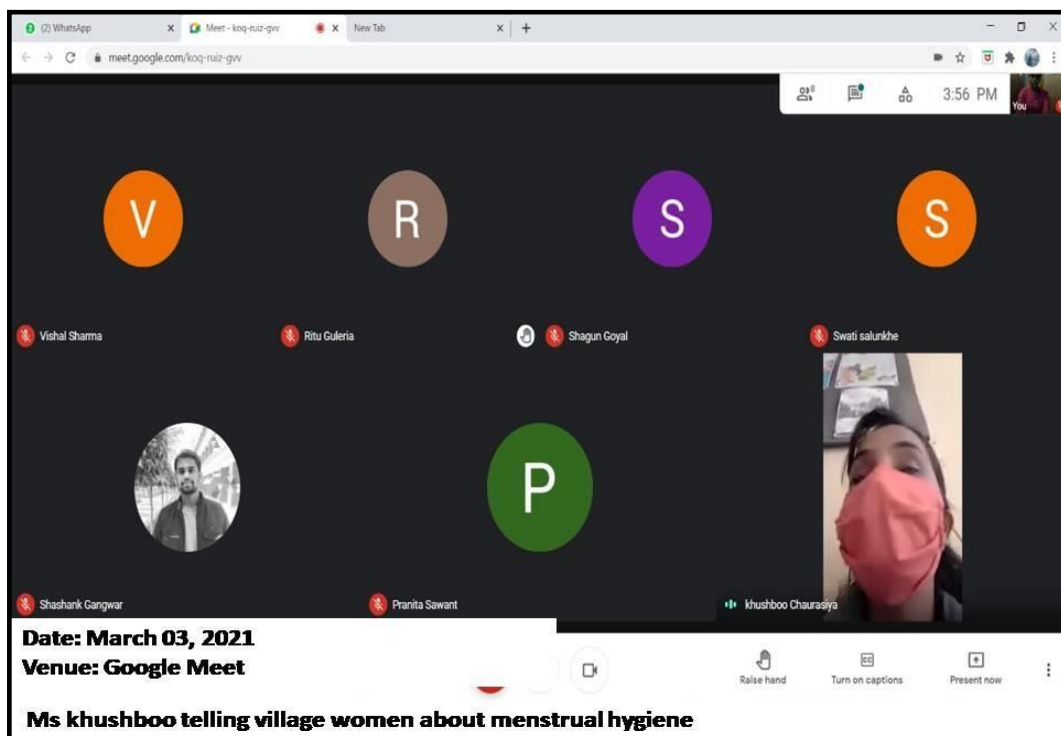 (2) WhatsApp
Meet - koq-ruiz-gvv
New Tab
meet.google.com/koq-ruiz-gvv
8
3:56 PM
You
V
R
S
S
Vishal Sharma
Ritu Guleria
Shagun Goyal
Swati salunkhe
P
Shashank Gangwar
Pranita Sawant
khushboo Chaurasiya
Date: March 03, 2021
Venue: Google Meet
CC
Raise hand
Turn on captions
Present now
Ms khushboo telling village women about menstrual hygiene